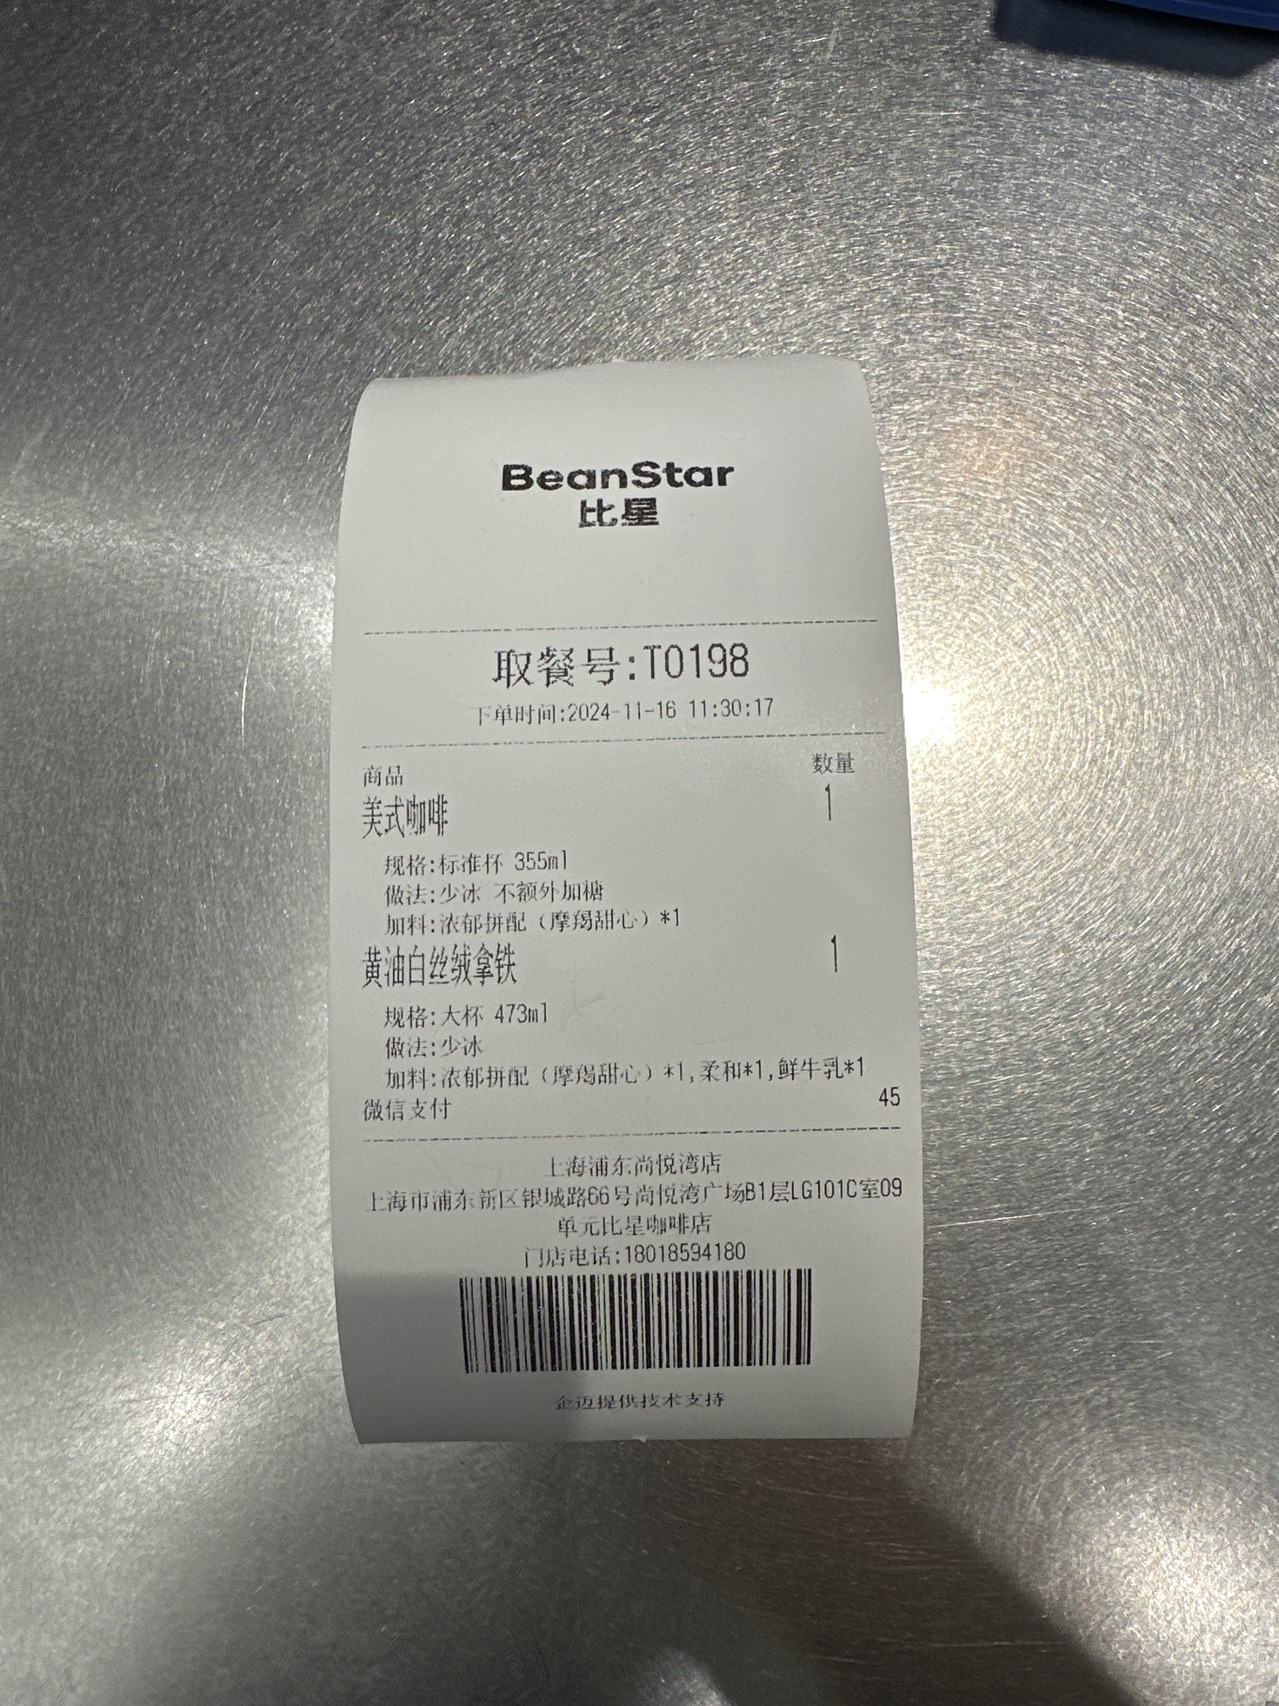 BeanStar
比星
取餐号:T0198
下单时间:2024-11-16 11:30:17
商品 数量
美式咖啡 1
规格:标准杯 355ml
做法:少冰 不额外加糖
加料:浓郁拼配（摩羯甜心）*1
黄油白丝绒拿铁 1
规格:大杯 473ml
做法:少冰
加料:浓郁拼配（摩羯甜心）*1,柔和*1,鲜牛乳*1
微信支付 45
上海浦东尚悦湾店
上海市浦东新区银城路66号尚悦湾广场B1层LG101C室09
单元比星咖啡店
门店电话:18018594180
企迈提供技术支持